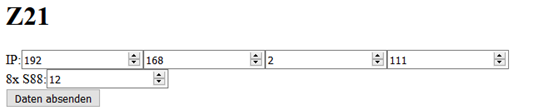 Z21
IP: 192 168 2 111
8x S88: 12
Daten absenden